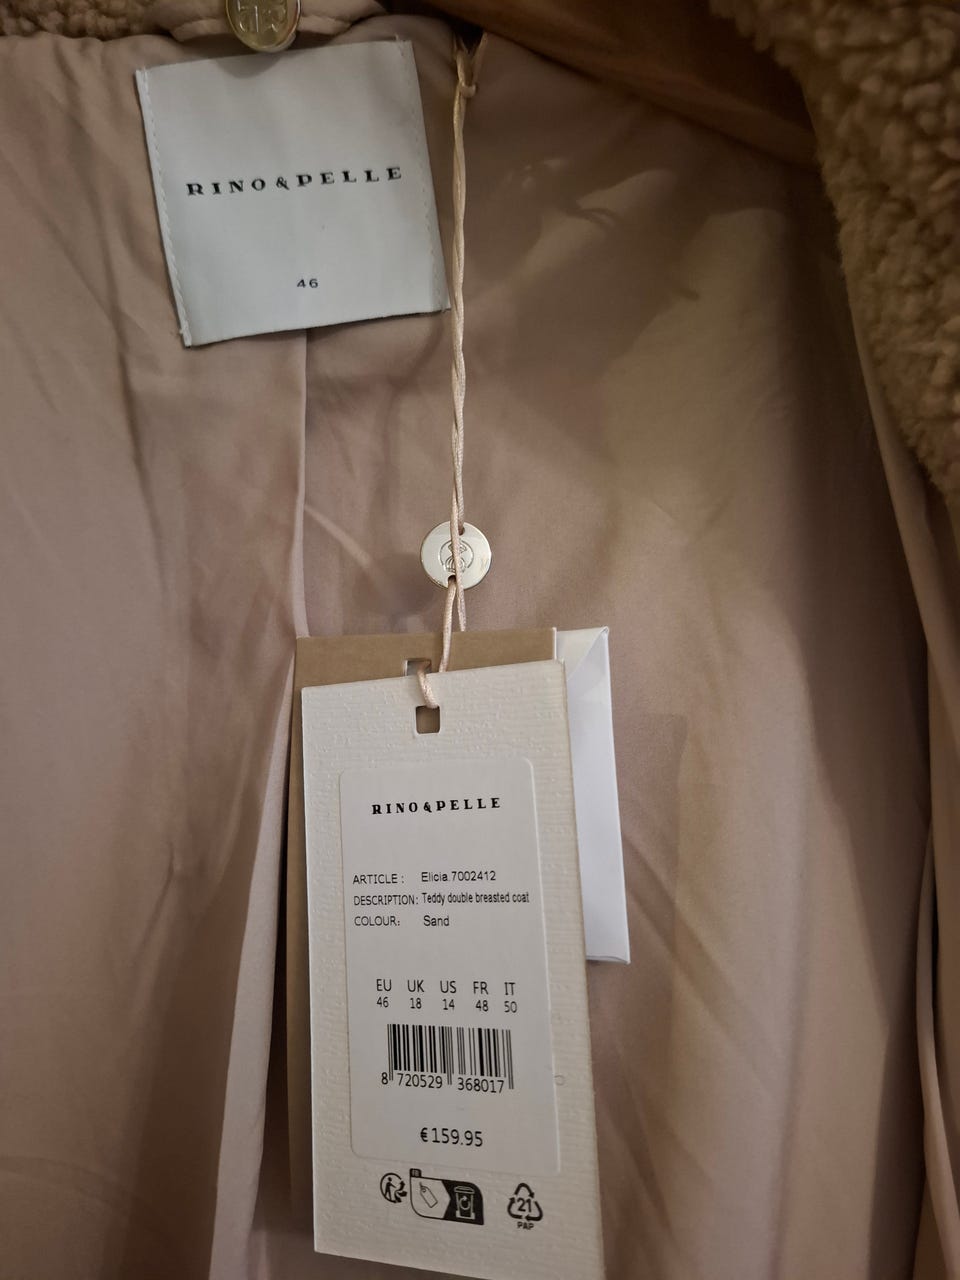 RINO&PELLE
46
RINO&PELLE
ARTICLE: Elicia.7002412
DESCRIPTION: Teddy double breasted coat
COLOUR: Sand
EU UK US FR IT
46 18 14 48 50
8 720529 368017
€159.95
FR
21
PAP